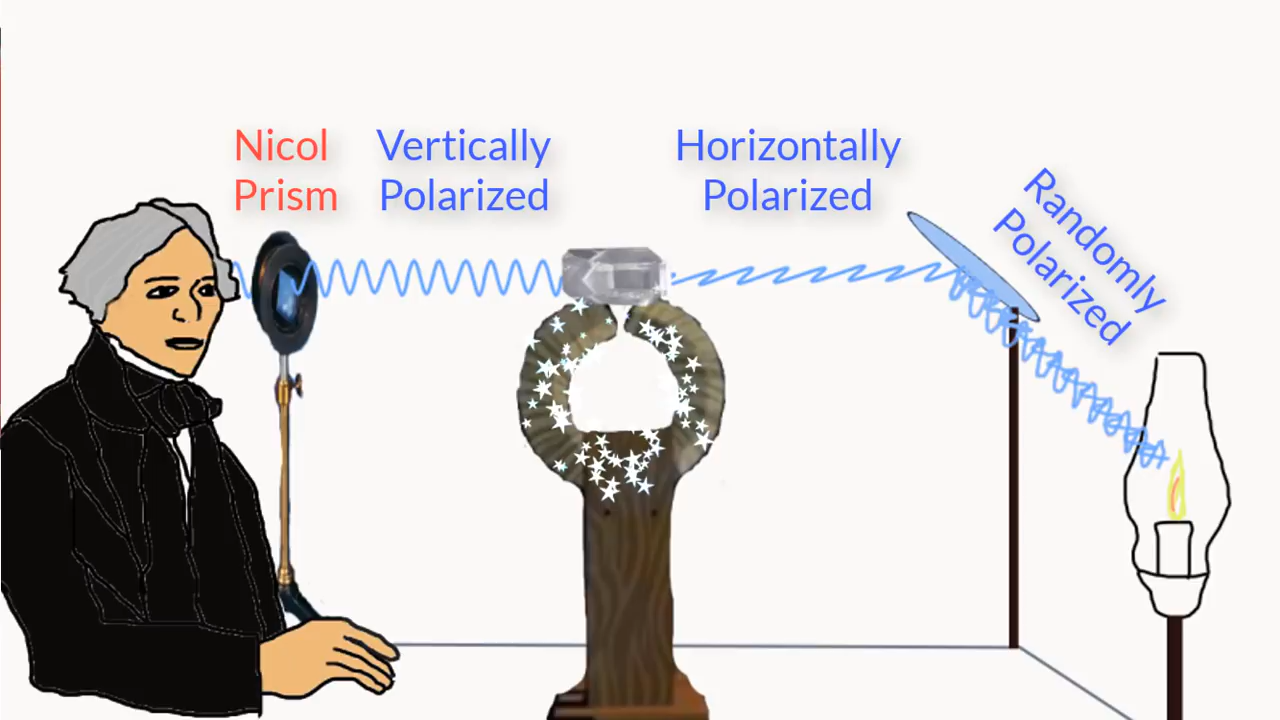 Nicol
Prism
Vertically
Polarized
Horizontally
Polarized
Randomly
Polarized